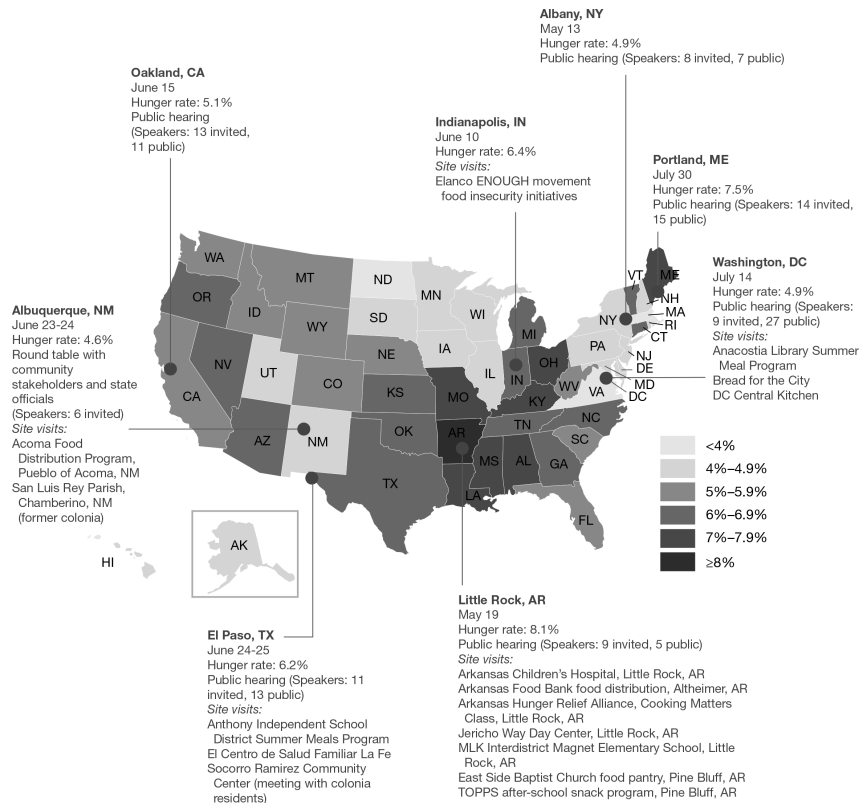 Albany, NY
May 13
Hunger rate: 4.9%
Public hearing (Speakers: 8 invited, 7 public)
Oakland, CA
June 15
Hunger rate: 5.1%
Public hearing
(Speakers: 13 invited,
11 public)
Indianapolis, IN
June 10
Hunger rate: 6.4%
Site visits:
Elanco ENOUGH movement
food insecurity initiatives
Portland, ME
July 30
Hunger rate: 7.5%
Public hearing (Speakers: 14 invited,
15 public)
Washington, DC
July 14
Hunger rate: 4.9%
Public hearing (Speakers:
9 invited, 27 public)
Site visits:
Anacostia Library Summer
Meal Program
Bread for the City
DC Central Kitchen
Albuquerque, NM
June 23-24
Hunger rate: 4.6%
Round table with
community
stakeholders and state
officials
(Speakers: 6 invited)
Site visits:
Acoma Food
Distribution Program,
Pueblo of Acoma, NM
San Luis Rey Parish,
Chamberino, NM
(former colonia)
WA
OR
ID
MT
ND
MN
SD
WY
NV
CA
UT
CO
NE
IA
WI
IL
MI
IN
OH
KS
MO
KY
WV
VA
PA
NY
VT
ME
NH
MA
RI
CT
NJ
DE
MD
DC
AZ
NM
OK
AR
TN
NC
SC
TX
LA
MS
AL
GA
FL
AK
HI
<4%
4%–4.9%
5%–5.9%
6%–6.9%
7%–7.9%
≥8%
El Paso, TX
June 24-25
Hunger rate: 6.2%
Public hearing (Speakers: 11
invited, 13 public)
Site visits:
Anthony Independent School
District Summer Meals Program
El Centro de Salud Familiar La Fe
Socorro Ramirez Community
Center (meeting with colonia
residents)
Little Rock, AR
May 19
Hunger rate: 8.1%
Public hearing (Speakers: 9 invited, 5 public)
Site visits:
Arkansas Children's Hospital, Little Rock, AR
Arkansas Food Bank food distribution, Altheimer, AR
Arkansas Hunger Relief Alliance, Cooking Matters
Class, Little Rock, AR
Jericho Way Day Center, Little Rock, AR
MLK Interdistrict Magnet Elementary School, Little
Rock, AR
East Side Baptist Church food pantry, Pine Bluff, AR
TOPPS after-school snack program, Pine Bluff, AR